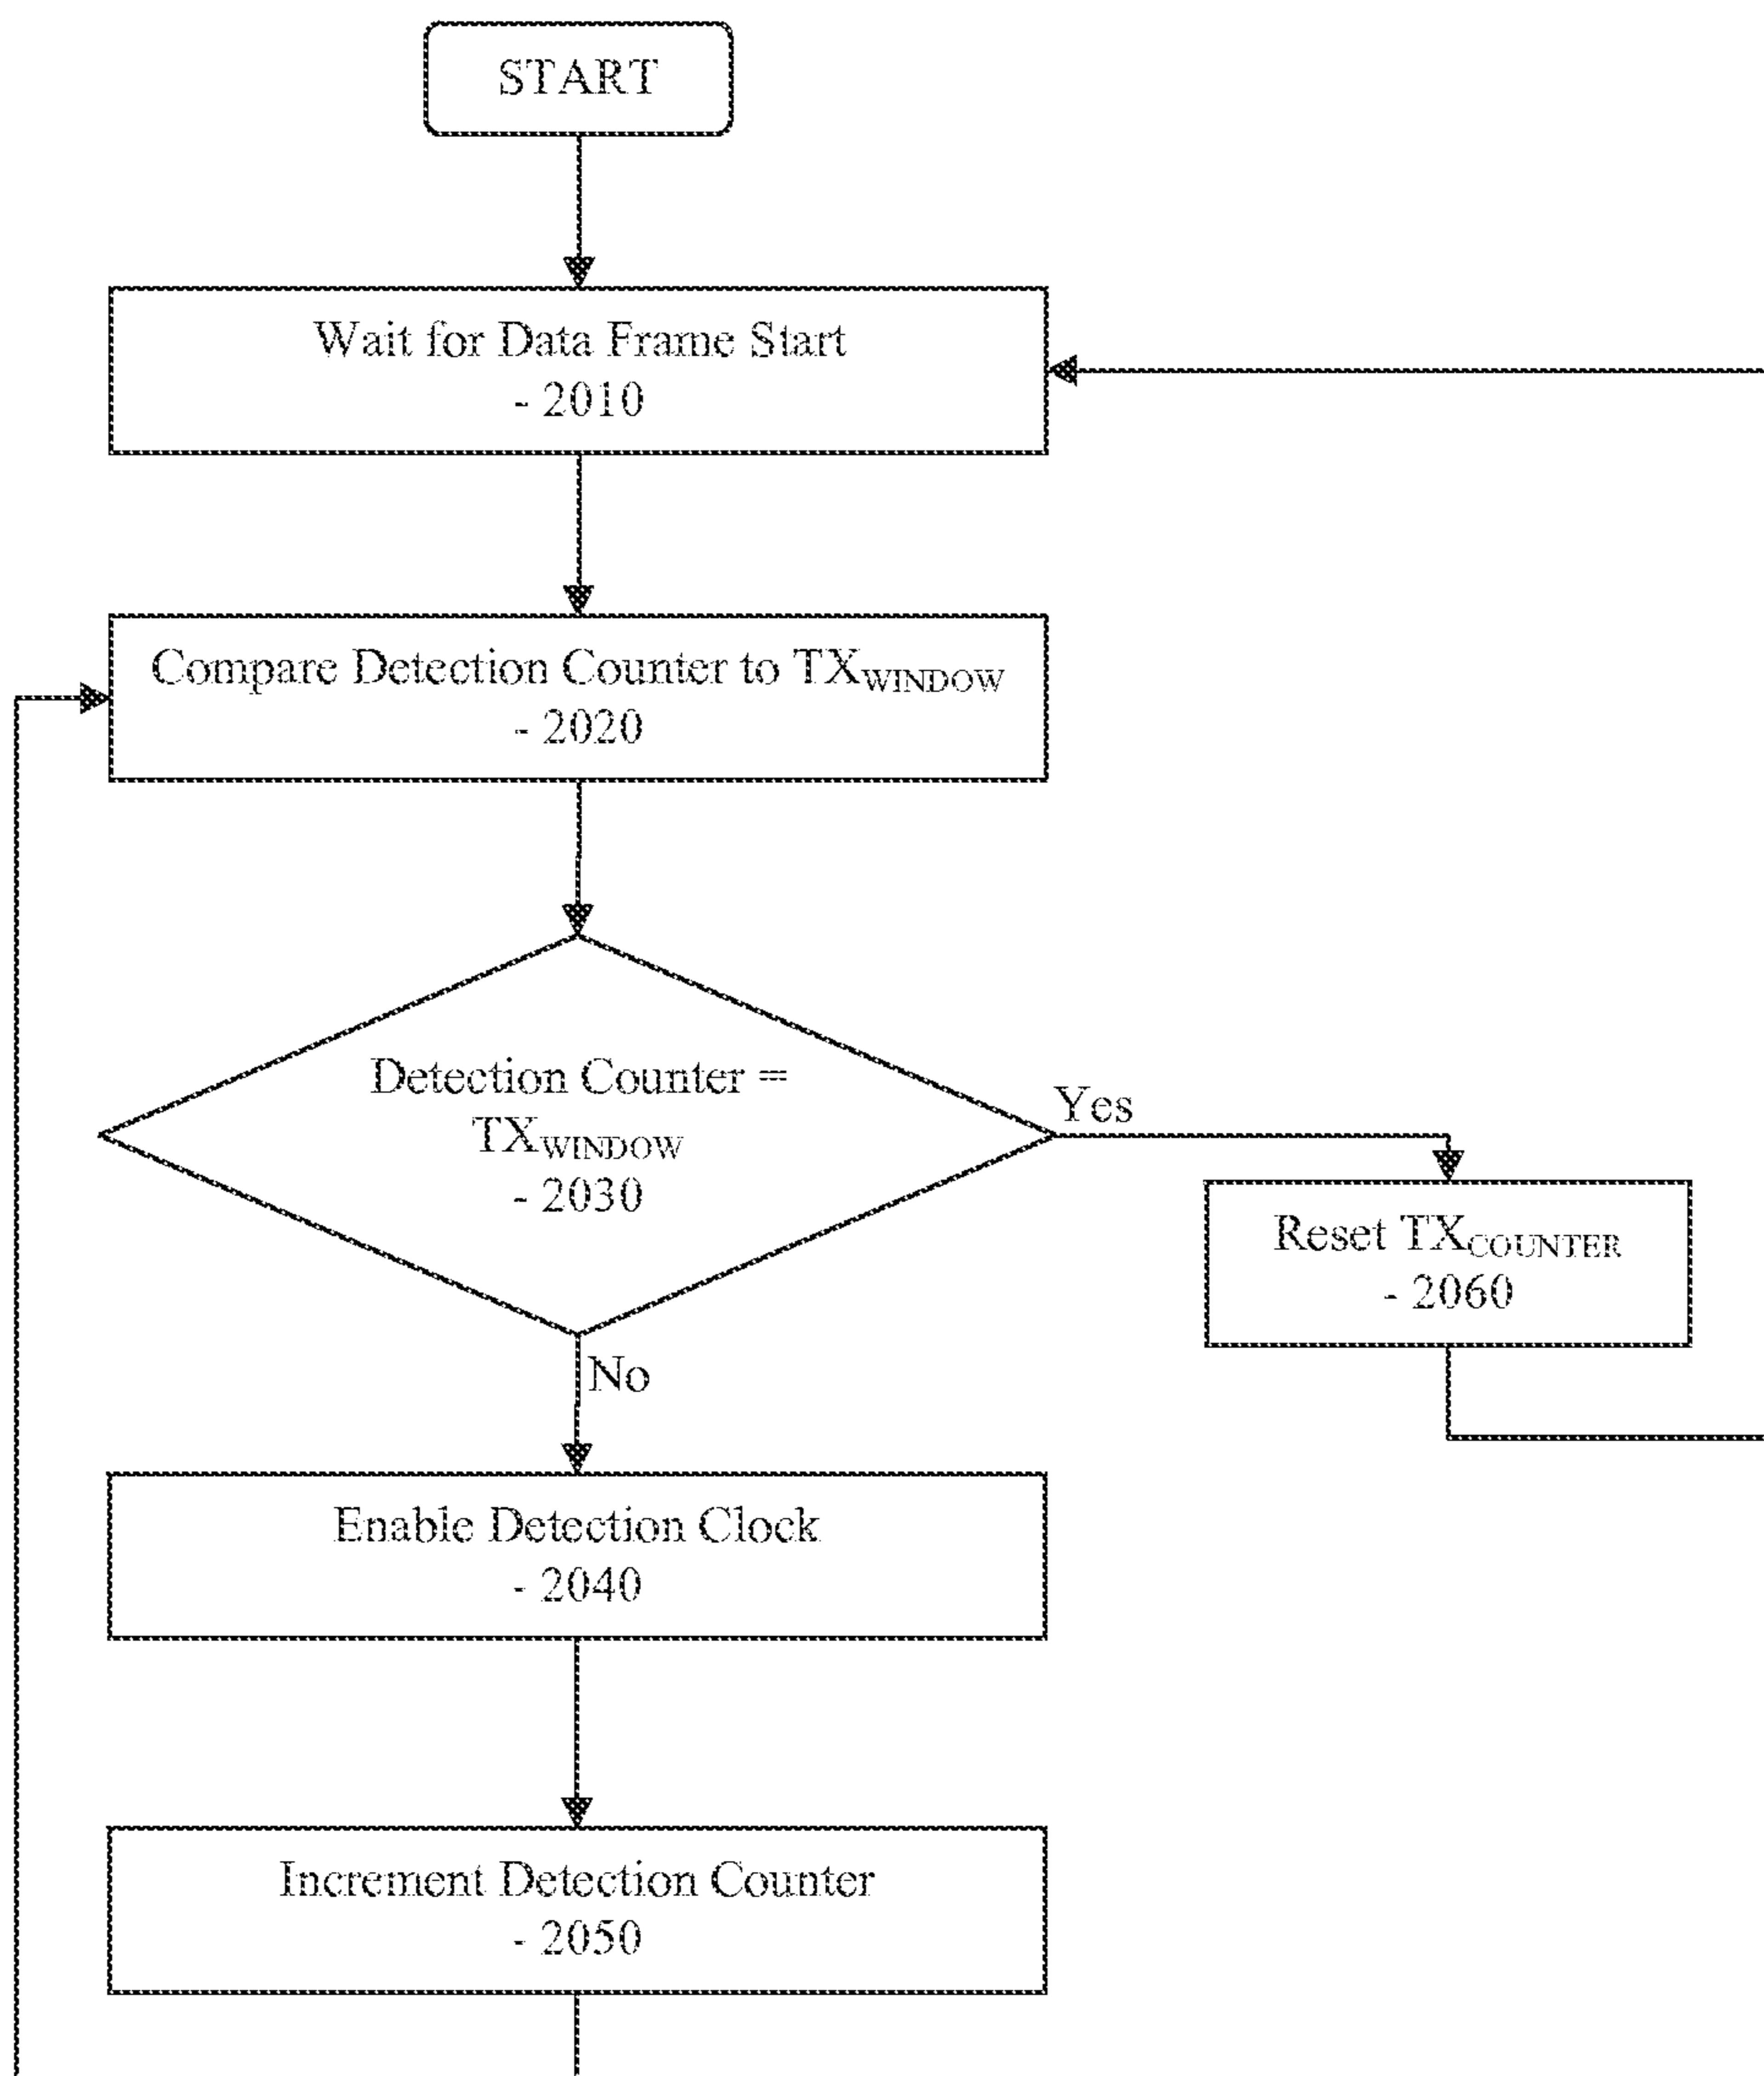 START
Wait for Data Frame Start
- 2010
Compare Detection Counter to TXWINDOW
- 2020
Detection Counter =
TXWINDOW
- 2030
Yes
Reset TXCOUNTER
- 2060
No
Enable Detection Clock
- 2040
Increment Detection Counter
- 2050